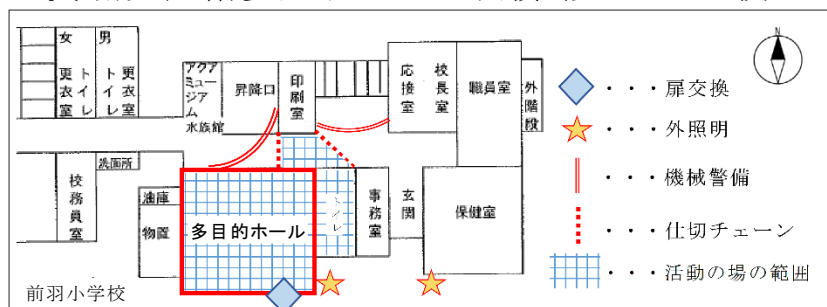 女 更衣室 トイレ
男 トイレ 更衣室
アクアミュージアム水族館
昇降口
印刷室
応接室
校長室
職員室
外階段
校務員室
洗面所
油庫
物置
多目的ホール
トイレ
事務室
玄関
保健室
前羽小学校
N
・・・扉交換
・・・外照明
・・・機械警備
・・・仕切チェーン
・・・活動の場の範囲